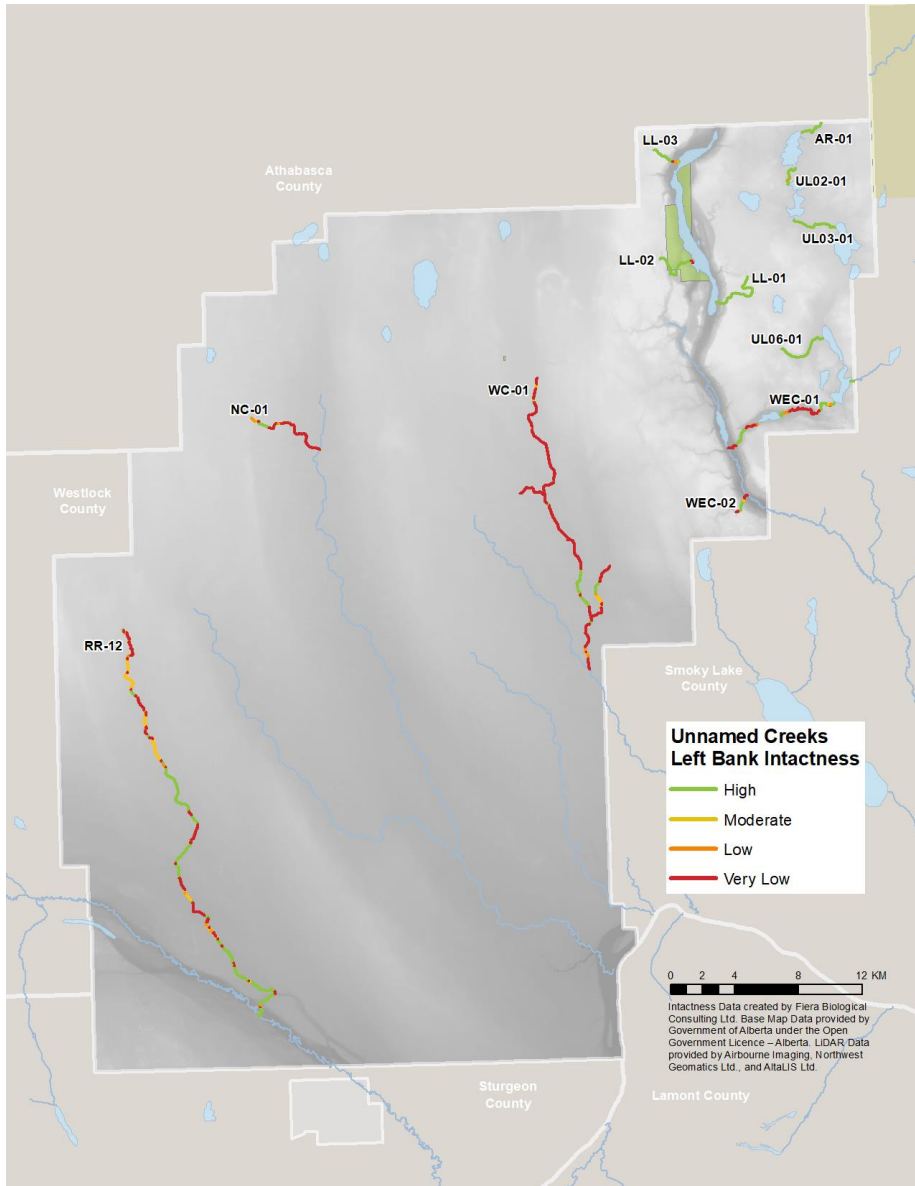 AR-01
LL-03
Athabasca
County
UL02-01
UL03-01
LL-02
LL-01
UL06-01
WC-01
NC-01
WEC-01
Westlock
County
WEC-02
RR-12
Smoky Lake
County
Unnamed Creeks
Left Bank Intactness
High
Moderate
Low
Very Low
0 2 4 8 12 KM
Intactness Data created by Fiera Biological
Consulting Ltd. Base Map Data provided by
Government of Alberta under the Open
Government Licence – Alberta. LiDAR Data
provided by Airbourne Imaging, Northwest
Geomatics Ltd., and AltaLIS Ltd.
Sturgeon
County
Lamont County